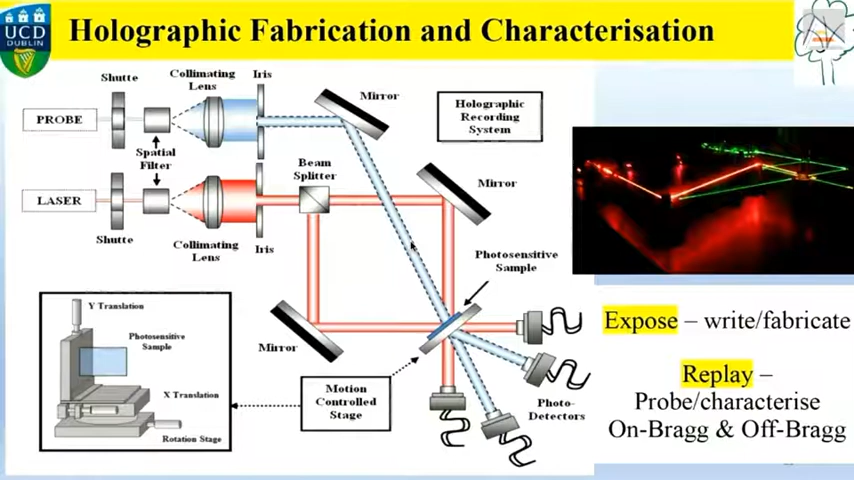 UCD
DUBLIN
Holographic Fabrication and Characterisation
Shutte
Collimating
Lens
Iris
Mirror
Holographic
Recording
System
PROBE
Spatial
Filter
Beam
Splitter
Mirror
LASER
Shutte
Collimating
Lens
Iris
Photosensitive
Sample
Y Translation
Photosensitive
Sample
X Translation
Rotation Stage
Mirror
Motion
Controlled
Stage
Photo-
Detectors
Expose – write/fabricate
Replay –
Probe/characterise
On-Bragg & Off-Bragg